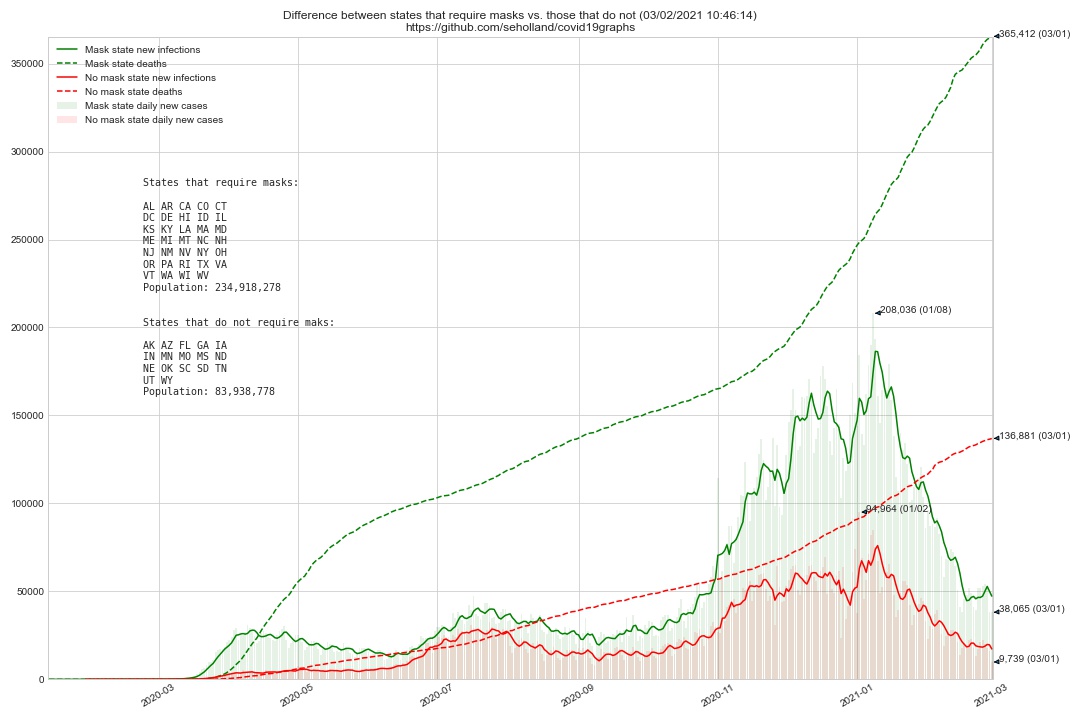 Difference between states that require masks vs. those that do not (03/02/2021 10:46:14)
https://github.com/seholland/covid19graphs
Mask state new infections
Mask state deaths
No mask state new infections
No mask state deaths
Mask state daily new cases
No mask state daily new cases
350000
300000
250000
200000
150000
100000
50000
0
States that require masks:
AL AR CA CO CT
DC DE HI ID IL
KS KY LA MA MD
ME MI MT NC NH
NJ NM NV NY OH
OR PA RI TX VA
VT WA WI WV
Population: 234,918,278
States that do not require maks:
AK AZ FL GA IA
IN MN MO MS ND
NE OK SC SD TN
UT WY
Population: 83,938,778
365,412 (03/01)
208,036 (01/08)
136,881 (03/01)
94,964 (01/02)
38,065 (03/01)
9,739 (03/01)
2020-03
2020-05
2020-07
2020-09
2020-11
2021-01
2021-03